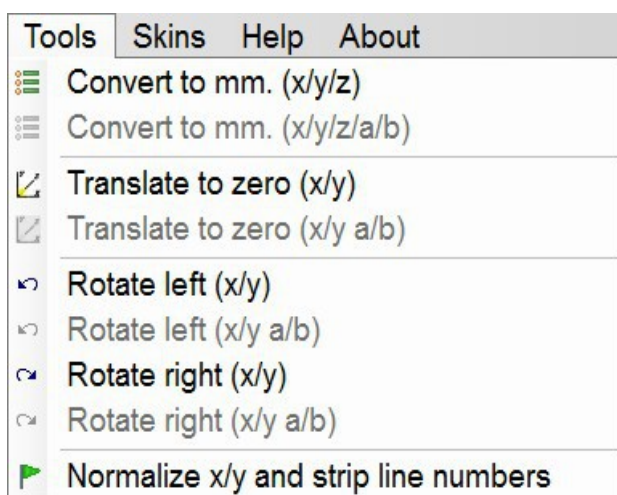 Tools Skins Help About
Convert to mm. (x/y/z)
Convert to mm. (x/y/z/a/b)
Translate to zero (x/y)
Translate to zero (x/y a/b)
Rotate left (x/y)
Rotate left (x/y a/b)
Rotate right (x/y)
Rotate right (x/y a/b)
Normalize x/y and strip line numbers